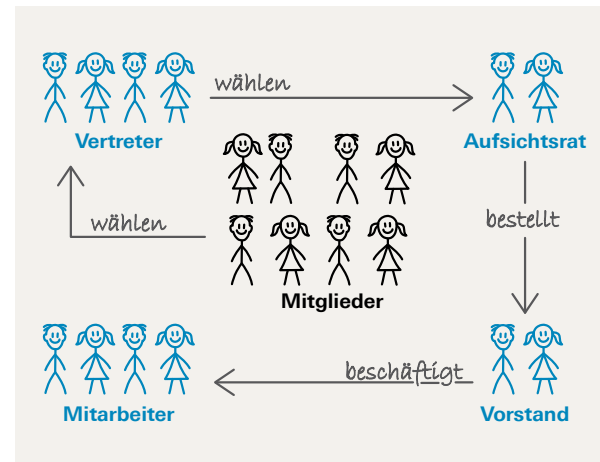 wählen
Vertreter
Aufsichtsrat
wählen
bestellt
Mitglieder
beschäftigt
Mitarbeiter
Vorstand